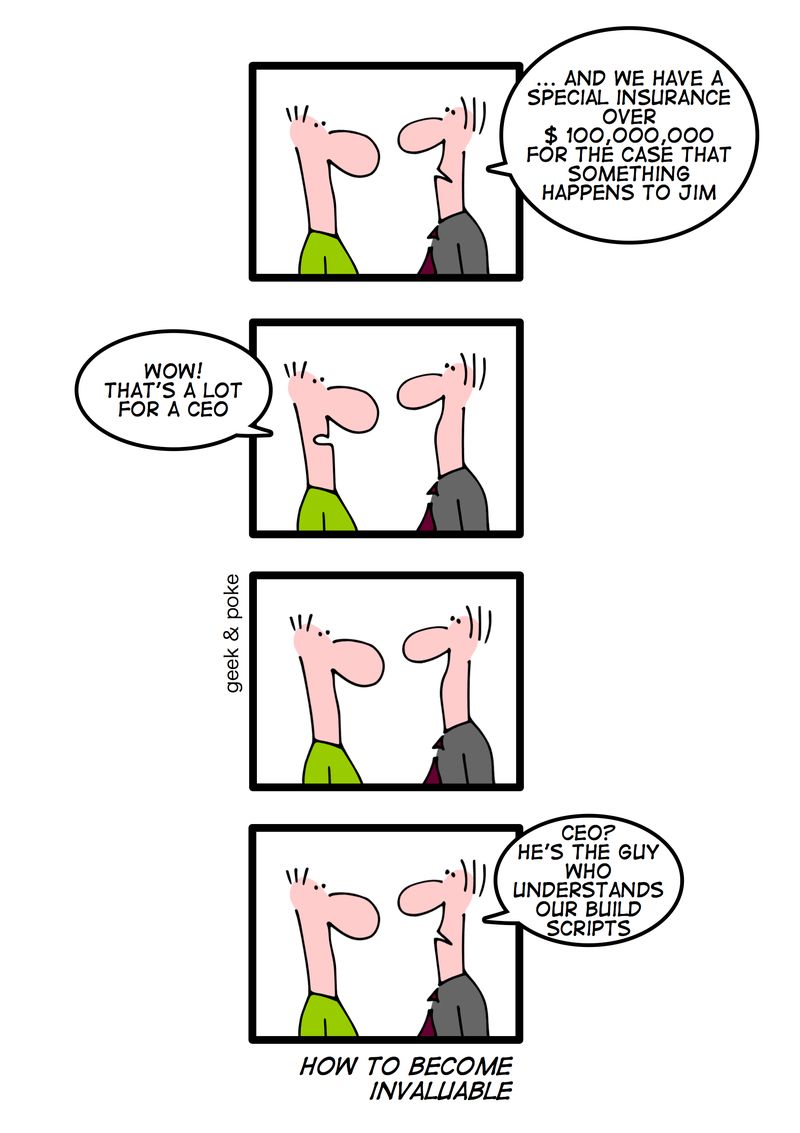 ... AND WE HAVE A
SPECIAL INSURANCE
OVER
$ 100,000,000
FOR THE CASE THAT
SOMETHING
HAPPENS TO JIM
WOW!
THAT'S A LOT
FOR A CEO
geek & poke
CEO?
HE'S THE GUY
WHO
UNDERSTANDS
OUR BUILD
SCRIPTS
HOW TO BECOME
INVALUABLE